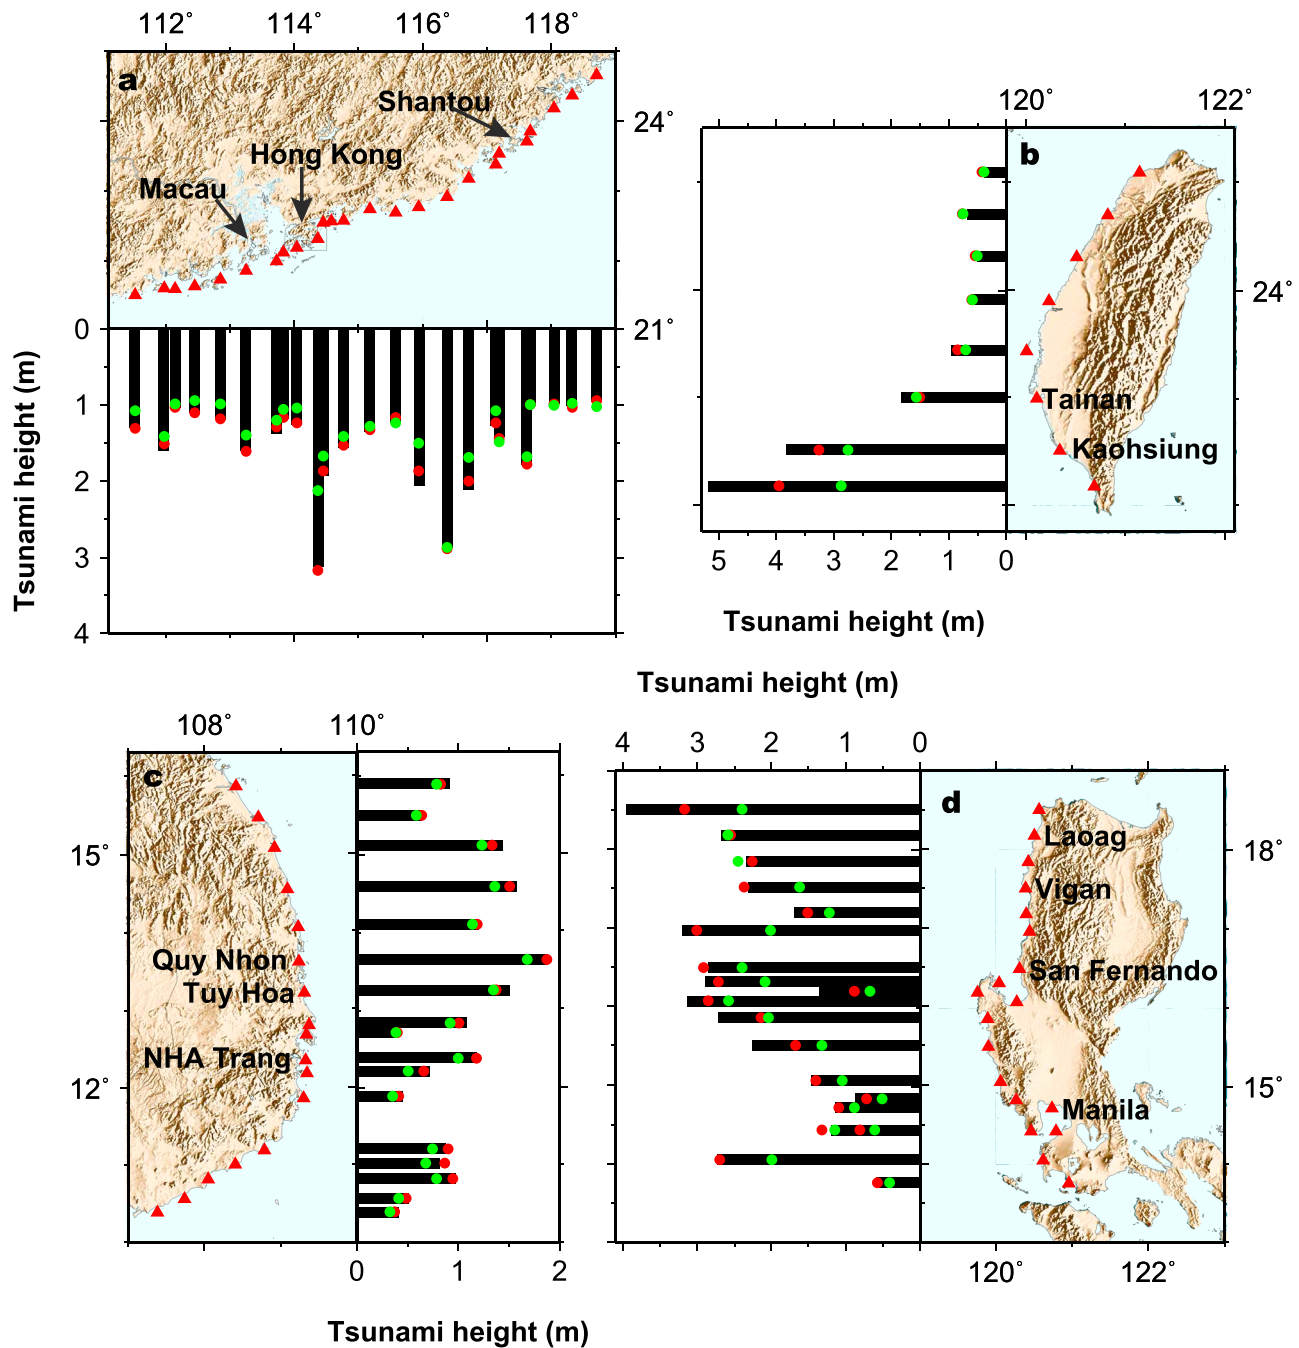 112˚ 114˚ 116˚ 118˚
a
Shantou
Hong Kong
Macau
24˚
21˚
0
1
2
3
4
Tsunami height (m)
120˚ 122˚
b
24˚
Tainan
Kaohsiung
5 4 3 2 1 0
Tsunami height (m)
108˚ 110˚
c
15˚
Quy Nhon
Tuy Hoa
NHA Trang
12˚
0 1 2
Tsunami height (m)
Tsunami height (m)
4 3 2 1 0
d
Laoag
18˚
Vigan
San Fernando
15˚
Manila
120˚ 122˚